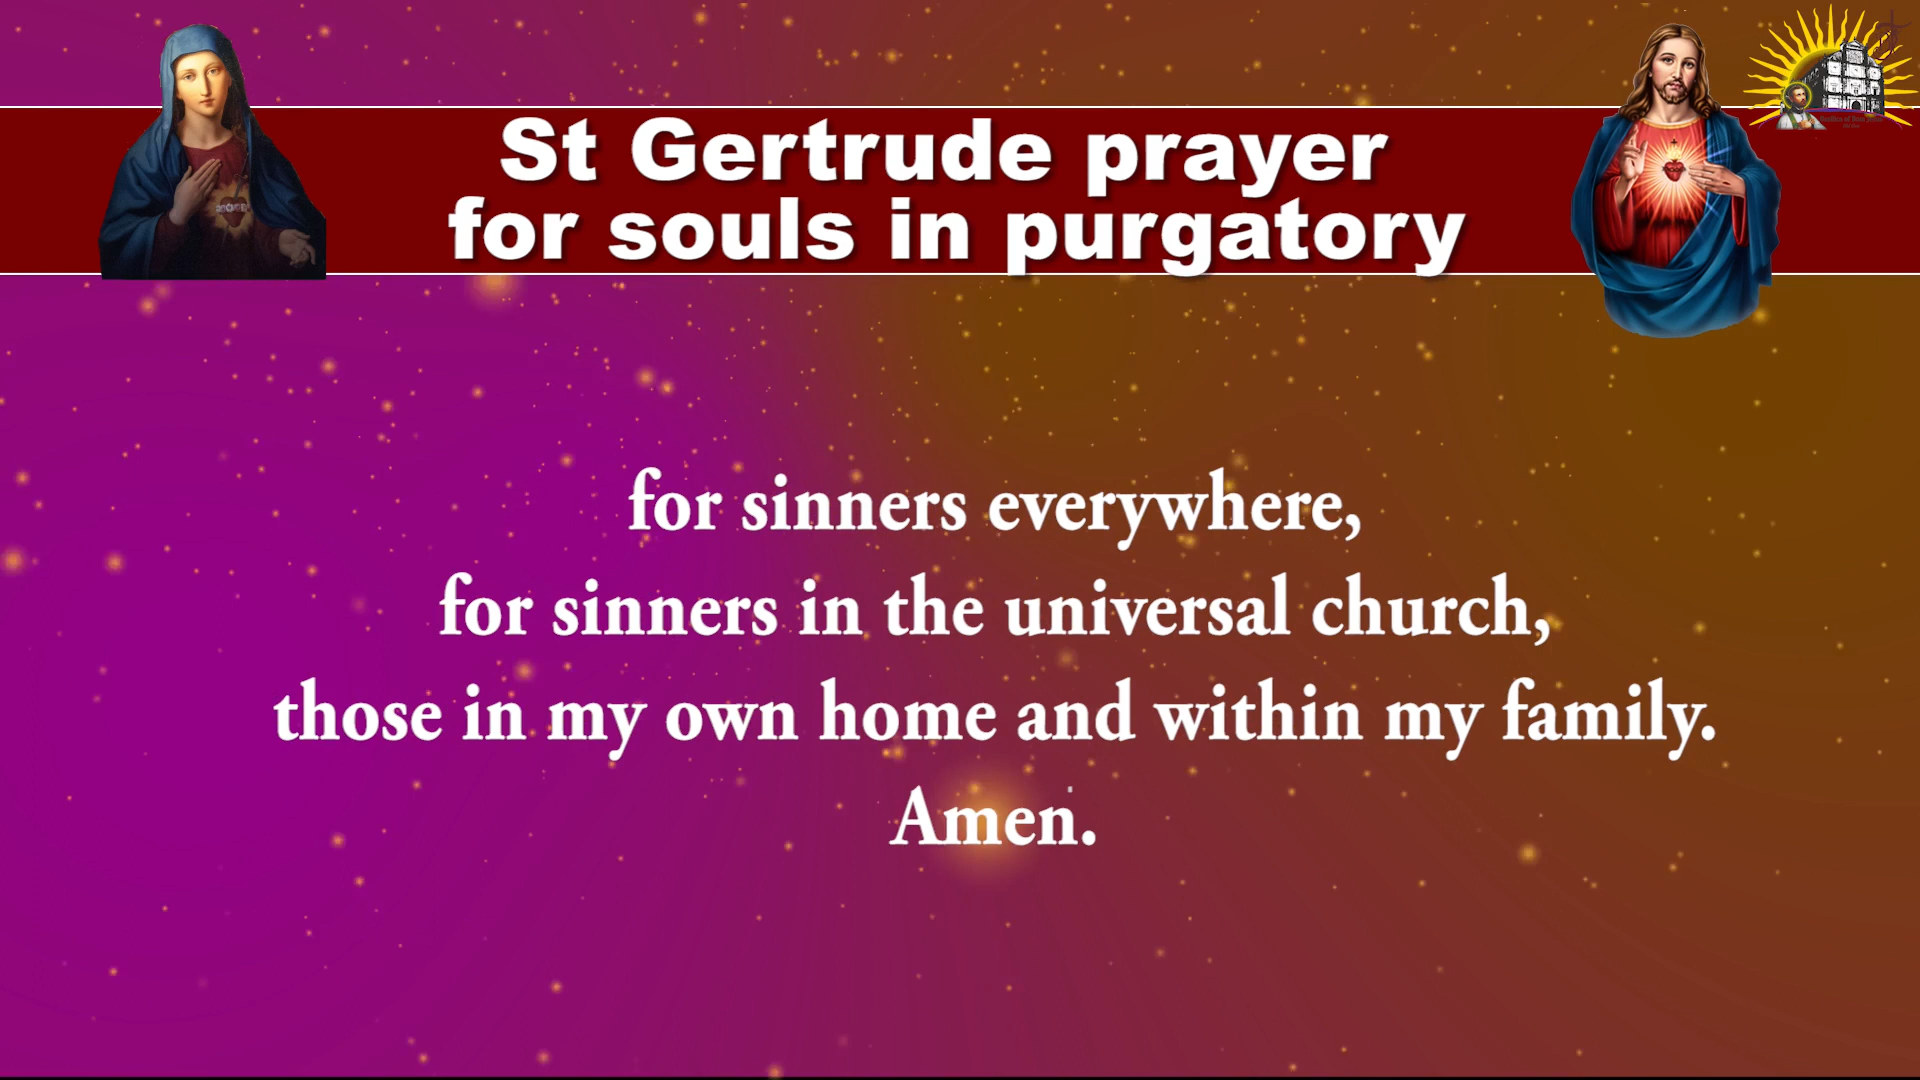 St Gertrude prayer
for souls in purgatory
for sinners everywhere,
for sinners in the universal church,
those in my own home and within my family.
Amen.